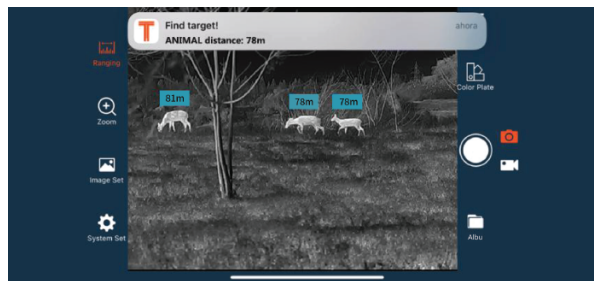 Find target!
ahora
ANIMAL distance: 78m
Ranging
Color Plate
81m
78m
78m
Zoom
Image Set
System Set
Albu